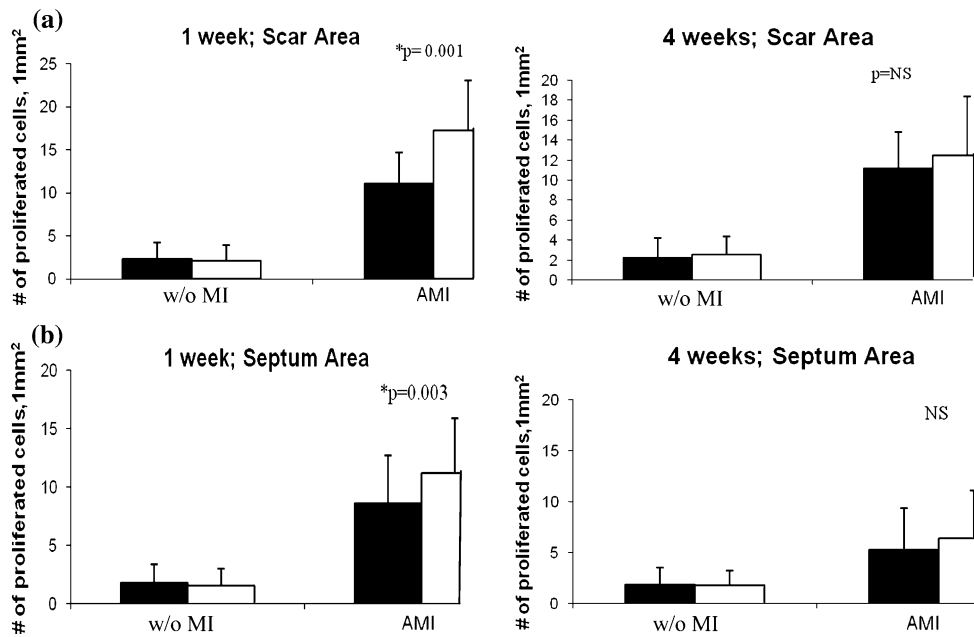 (a)
1 week; Scar Area
*p= 0.001
# of proliferated cells, 1mm²
25
20
15
10
5
0
w/o MI
AMI
4 weeks; Scar Area
p=NS
# of proliferated cells, 1mm²
20
18
16
14
12
10
8
6
4
2
0
w/o MI
AMI
(b)
1 week; Septum Area
*p=0.003
# of proliferated cells,1mm²
20
15
10
5
0
w/o MI
AMI
4 weeks; Septum Area
NS
# of proliferated cells,1mm²
20
15
10
5
0
w/o MI
AMI